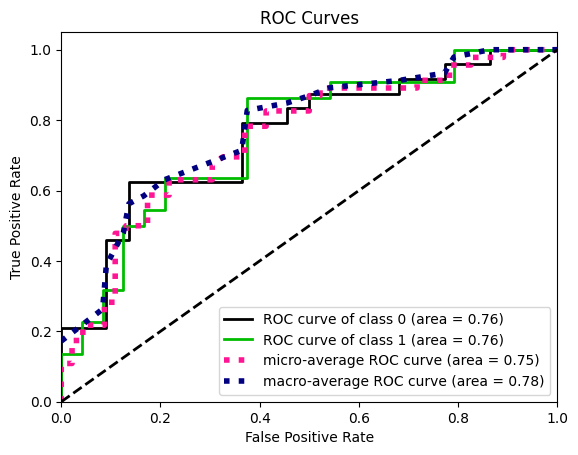 ROC Curves
True Positive Rate
1.0
0.8
0.6
0.4
0.2
0.0
ROC curve of class 0 (area = 0.76)
ROC curve of class 1 (area = 0.76)
micro-average ROC curve (area = 0.75)
macro-average ROC curve (area = 0.78)
0.0 0.2 0.4 0.6 0.8 1.0
False Positive Rate